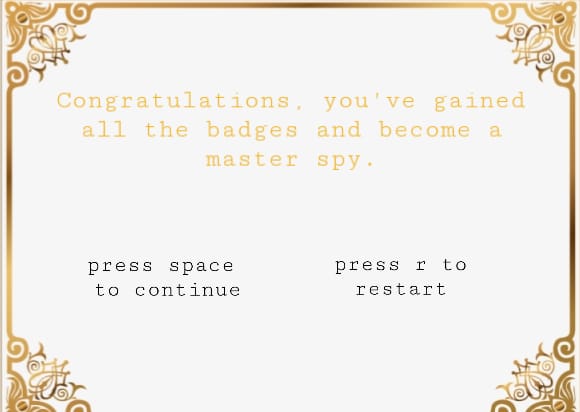 Congratulations, you've gained
all the badges and become a
master spy.
press space
to continue
press r to
restart